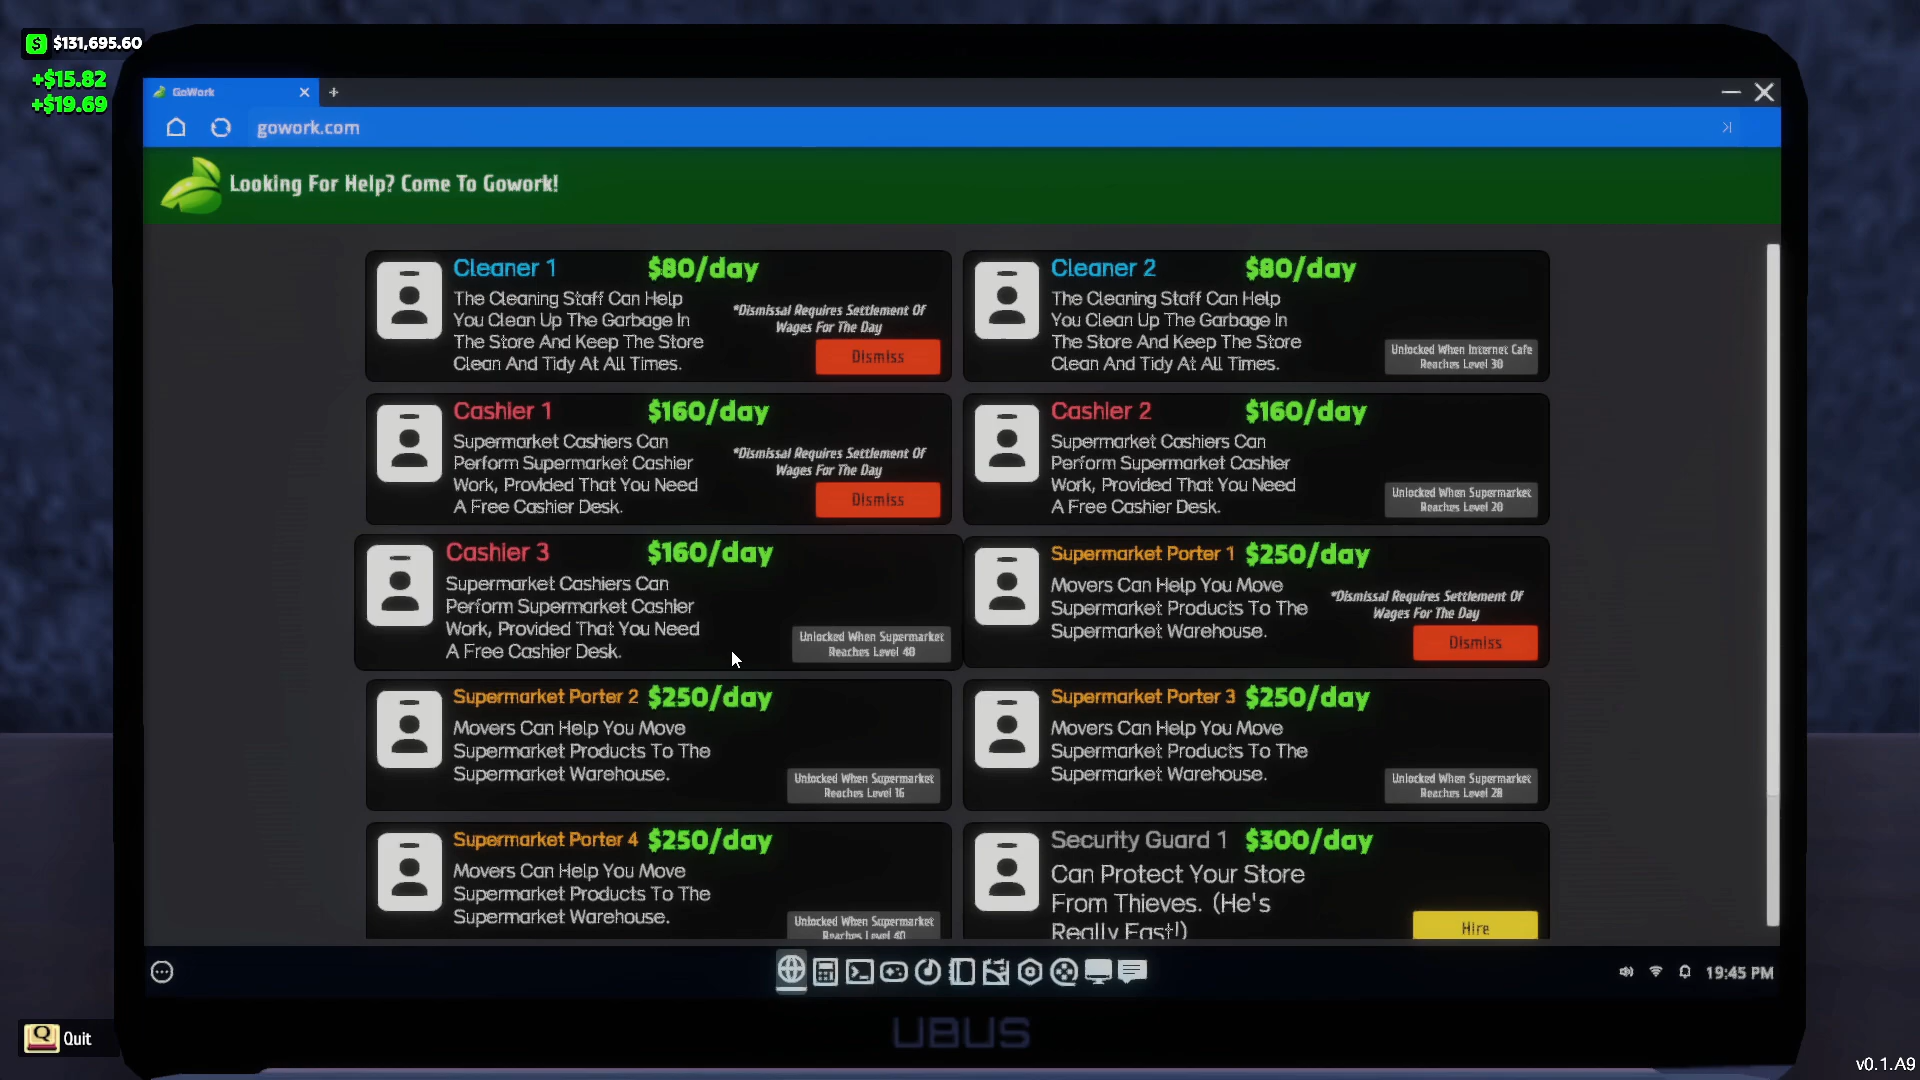 $ $131,695.60
+$15.82
+$19.69
GoWork
gowork.com
Looking For Help? Come To Gowork!
Cleaner 1 $80/day
The Cleaning Staff Can Help
You Clean Up The Garbage In
The Store And Keep The Store
Clean And Tidy At All Times.
*Dismissal Requires Settlement Of
Wages For The Day
Dismiss
Cleaner 2 $80/day
The Cleaning Staff Can Help
You Clean Up The Garbage In
The Store And Keep The Store
Clean And Tidy At All Times.
Unlocked When Internet Cafe
Reaches Level 30
Cashier 1 $160/day
Supermarket Cashiers Can
Perform Supermarket Cashier
Work, Provided That You Need
A Free Cashier Desk.
*Dismissal Requires Settlement Of
Wages For The Day
Dismiss
Cashier 2 $160/day
Supermarket Cashiers Can
Perform Supermarket Cashier
Work, Provided That You Need
A Free Cashier Desk.
Unlocked When Supermarket
Reaches Level 20
Cashier 3 $160/day
Supermarket Cashiers Can
Perform Supermarket Cashier
Work, Provided That You Need
A Free Cashier Desk.
Unlocked When Supermarket
Reaches Level 40
Supermarket Porter 1 $250/day
Movers Can Help You Move
Supermarket Products To The
Supermarket Warehouse.
*Dismissal Requires Settlement Of
Wages For The Day
Dismiss
Supermarket Porter 2 $250/day
Movers Can Help You Move
Supermarket Products To The
Supermarket Warehouse.
Unlocked When Supermarket
Reaches Level 16
Supermarket Porter 3 $250/day
Movers Can Help You Move
Supermarket Products To The
Supermarket Warehouse.
Unlocked When Supermarket
Reaches Level 28
Supermarket Porter 4 $250/day
Movers Can Help You Move
Supermarket Products To The
Supermarket Warehouse.
Unlocked When Supermarket
Reaches Level 40
Security Guard 1 $300/day
Can Protect Your Store
From Thieves. (He's
Really Fast!)
Hire
19:45 PM
UBUS
Q Quit
v0.1.A9